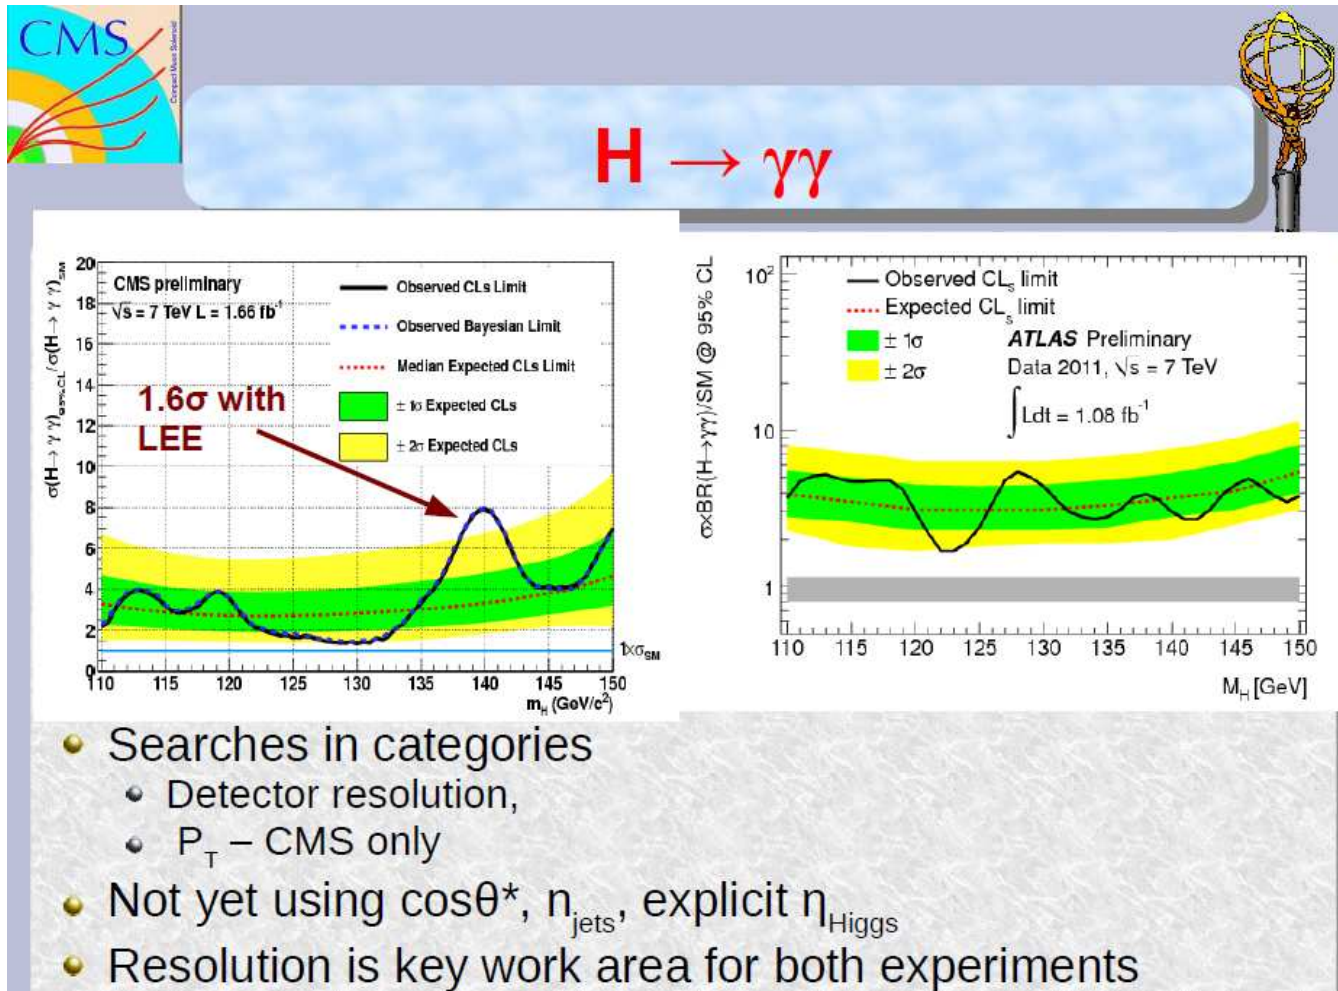 CMS
Compact Muon Solenoid
H → γγ
σ(H→ γ γ)95%CL/σ(H→ γ γ)SM
20
18
16
14
12
10
8
6
4
2
0
CMS preliminary
√s = 7 TeV L = 1.66 fb-1
Observed CLs Limit
Observed Bayesian Limit
Median Expected CLs Limit
± 1σ Expected CLs
± 2σ Expected CLs
1.6σ with
LEE
1×σSM
110 115 120 125 130 135 140 145 150
mH (GeV/c2)
σxBR(H→γγ)/SM @ 95% CL
102
10
1
Observed CLs limit
Expected CLs limit
± 1σ
± 2σ
ATLAS Preliminary
Data 2011, √s = 7 TeV
∫Ldt = 1.08 fb-1
110 115 120 125 130 135 140 145 150
MH [GeV]
Searches in categories
Detector resolution,
PT – CMS only
Not yet using cosθ*, njets, explicit ηHiggs
Resolution is key work area for both experiments